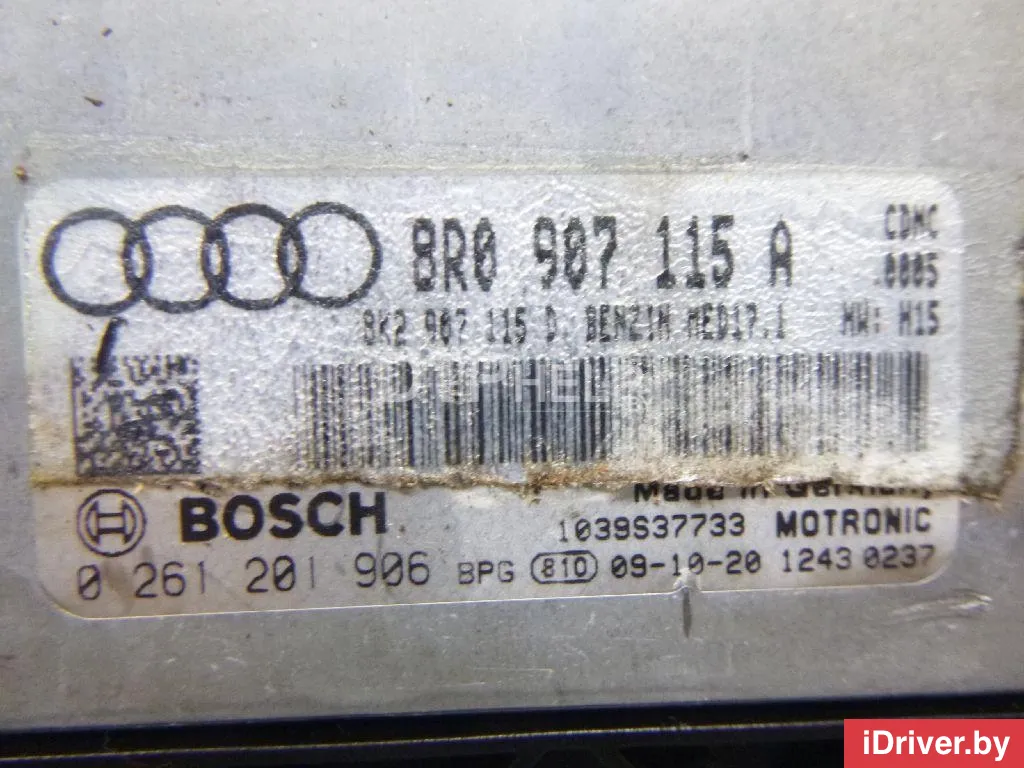 8R0 907 115 A
CDMC
.0005
8K2 907 115 D. BENZIN MED17.1
HW: H15
BOSCH
Made in Germany
1039S37733 MOTRONIC
0 261 201 906 BPG 810 09-10-20 1243 0237
iDriver.by